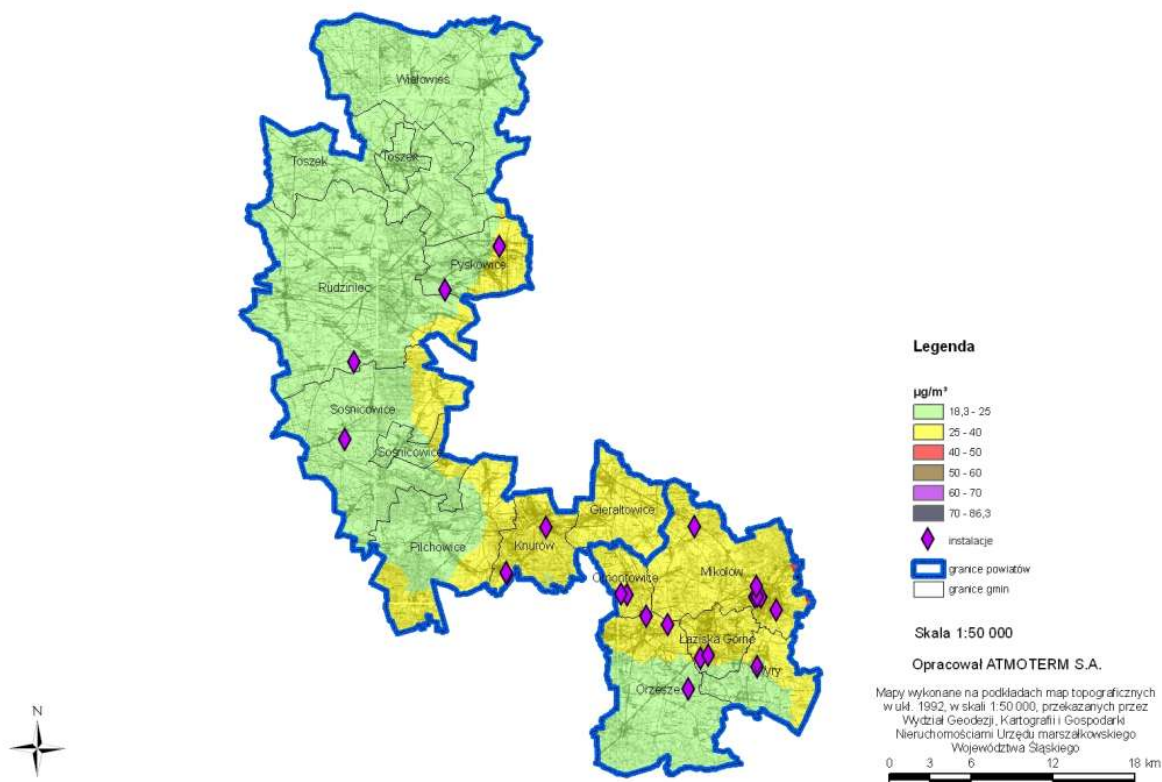 Wielowieś
Toszek
Toszek
Pyskowice
Rudziniec
Sośnicowice
Sośnicowice
Pilchowice
Knurów
Gierałtowice
Ornontowice
Mikołów
Łaziska Górne
Wyry
Orzesze
N
Legenda
µg/m³
18,3 - 25
25 - 40
40 - 50
50 - 60
60 - 70
70 - 86,3
instalacje
granice powiatów
granice gmin
Skala 1:50 000
Opracował ATMOTERM S.A.
Mapy wykonane na podkładach map topograficznych
w ukł. 1992, w skali 1:50 000, przekazanych przez
Wydział Geodezji, Kartografii i Gospodarki
Nieruchomościami Urzędu marszałkowskiego
Województwa Śląskiego
0 3 6 12 18 km